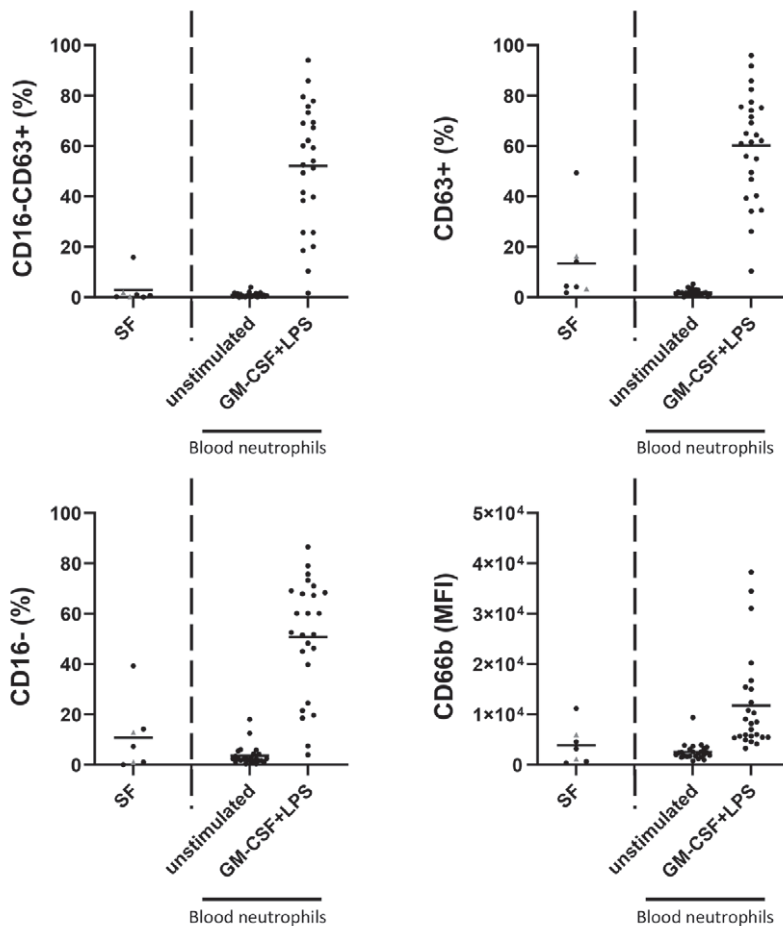 CD16-CD63+ (%)
100
80
60
40
20
0
SF
unstimulated
GM-CSF+LPS
Blood neutrophils
CD63+ (%)
100
80
60
40
20
0
SF
unstimulated
GM-CSF+LPS
Blood neutrophils
CD16- (%)
100
80
60
40
20
0
SF
unstimulated
GM-CSF+LPS
Blood neutrophils
CD66b (MFI)
5×10⁴
4×10⁴
3×10⁴
2×10⁴
1×10⁴
0
SF
unstimulated
GM-CSF+LPS
Blood neutrophils